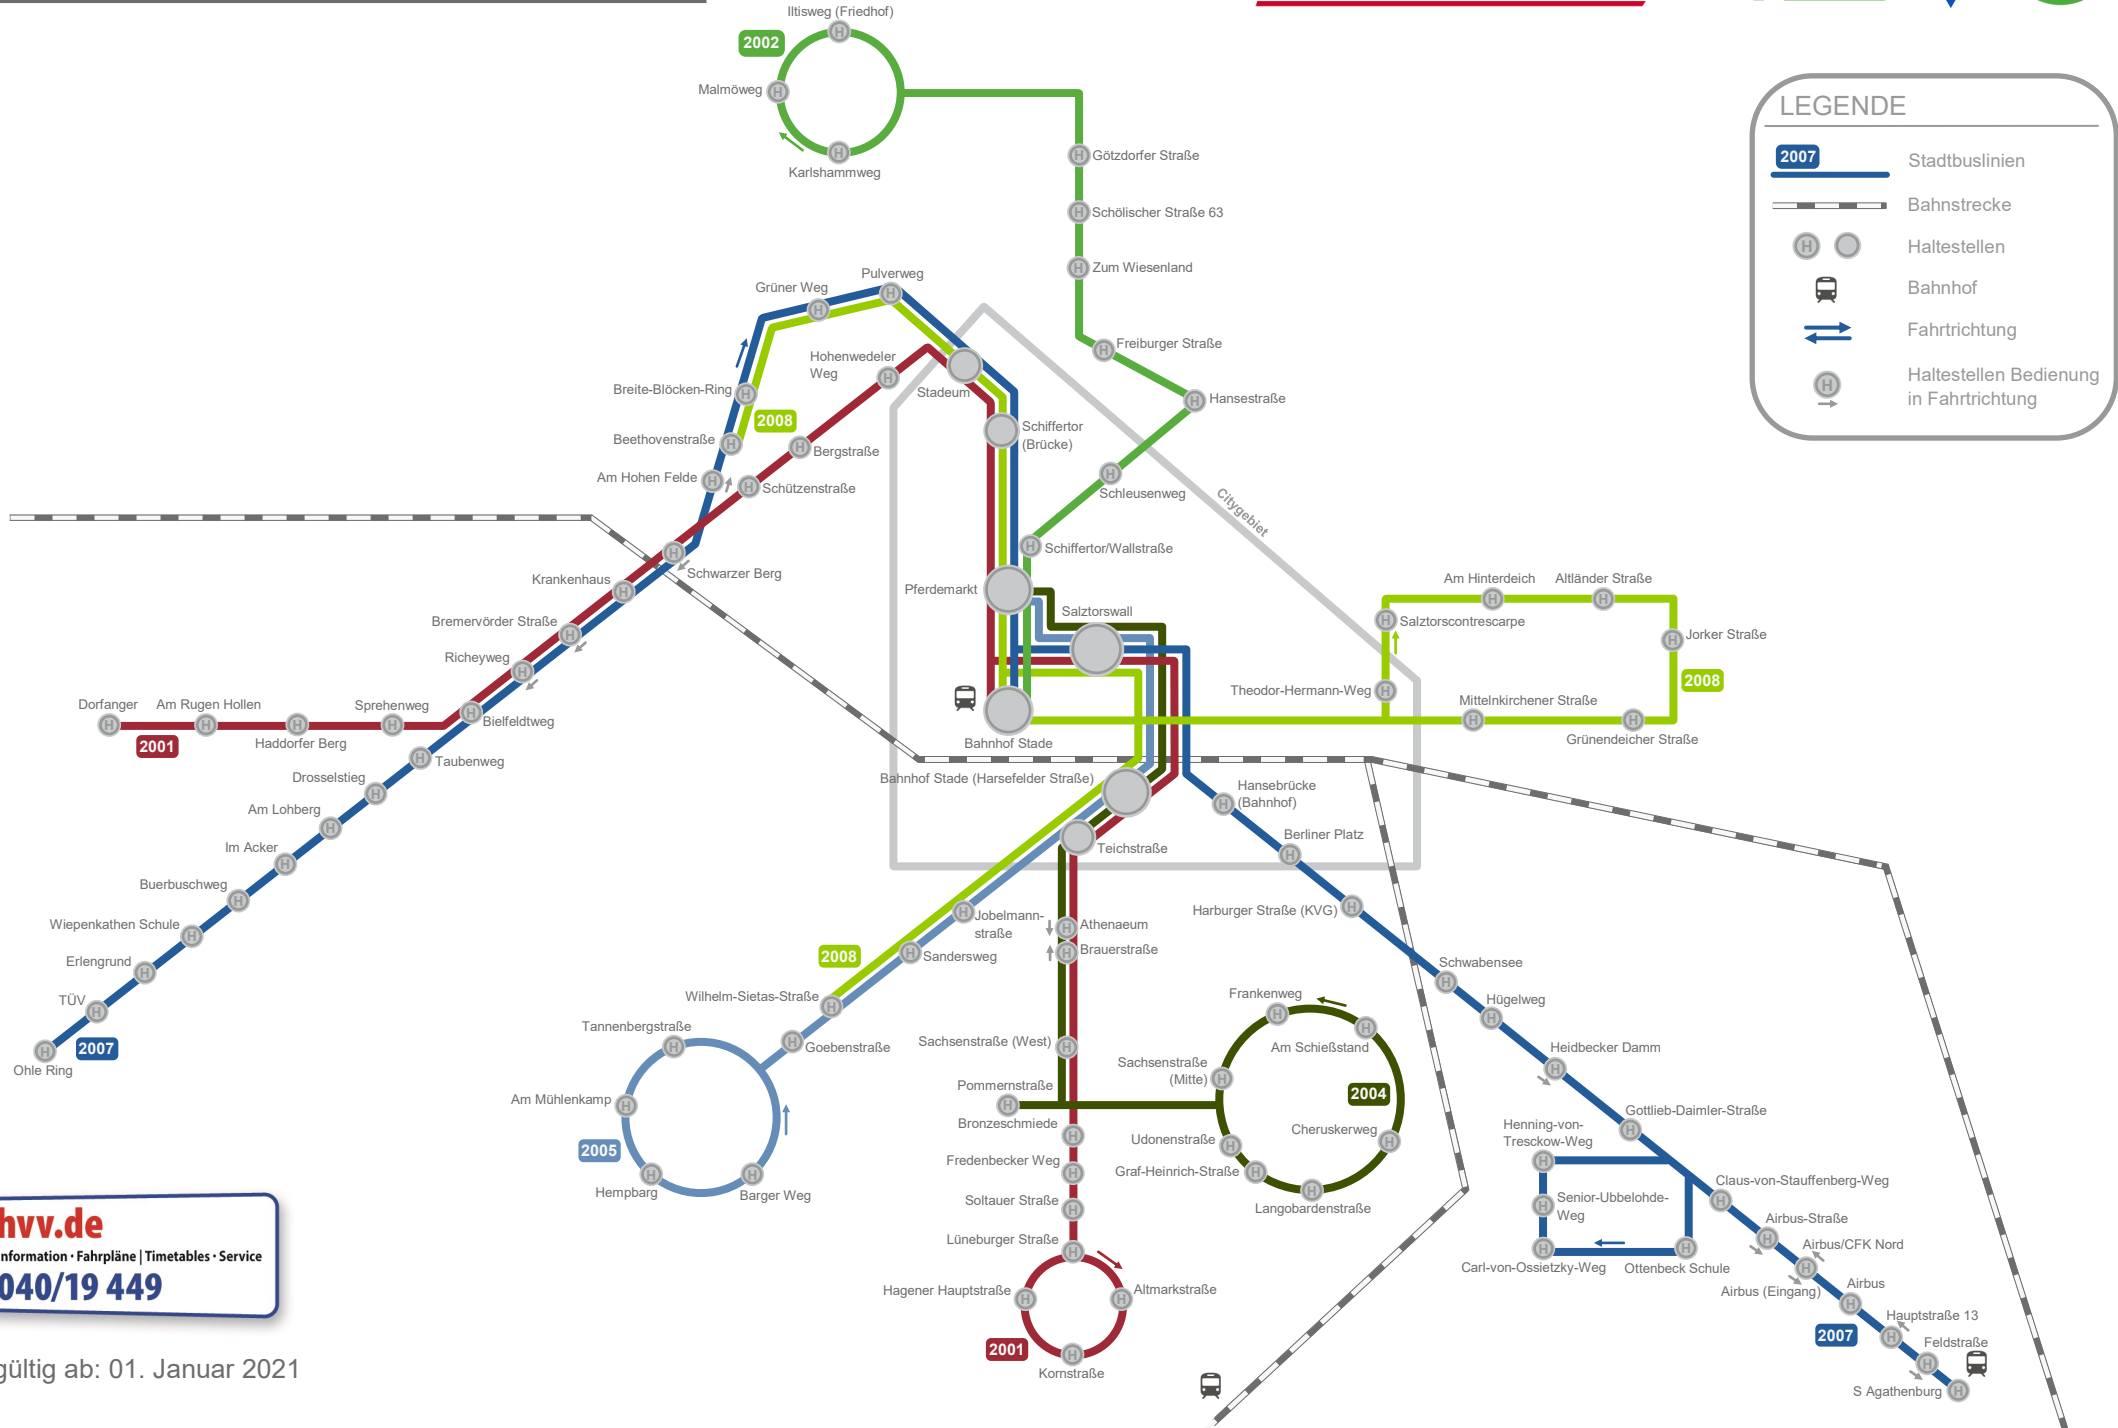 Iltisweg (Friedhof)
2002
Malmöweg
Karlshammweg
Götzdorfer Straße
Schölischer Straße 63
Zum Wiesenland
Freiburger Straße
Hansestraße
Schleusenweg
Schiffertor/Wallstraße
Citygebiet
LEGENDE
2007
Stadtbuslinien
Bahnstrecke
H
Haltestellen
Bahnhof
Fahrtrichtung
H
Haltestellen Bedienung
in Fahrtrichtung
Pulverweg
Grüner Weg
Hohenwedeler
Weg
Stadeum
Breite-Blöcken-Ring
2008
Beethovenstraße
Bergstraße
Am Hohen Felde
Schützenstraße
Schiffertor
(Brücke)
Schwarzer Berg
Krankenhaus
Bremervörder Straße
Richeyweg
Pferdemarkt
Salztorswall
Dorfanger
Am Rugen Hollen
Sprehenweg
2001
Haddorfer Berg
Bielfeldtweg
Taubenweg
Drosselstieg
Am Lohberg
Im Acker
Buerbuschweg
Wiepenkathen Schule
Erlengrund
TÜV
2007
Ohle Ring
Bahnhof Stade
Bahnhof Stade (Harsefelder Straße)
Teichstraße
Am Hinterdeich
Altländer Straße
Salztorscontrescarpe
Jorker Straße
Theodor-Hermann-Weg
2008
Mittelnkirchener Straße
Grünendeicher Straße
Hansebrücke
(Bahnhof)
Berliner Platz
Harburger Straße (KVG)
Schwabensee
Hügelweg
Heidbecker Damm
Gottlieb-Daimler-Straße
Henning-von-
Tresckow-Weg
Senior-Ubbelohde-
Weg
Carl-von-Ossietzky-Weg
Ottenbeck Schule
Claus-von-Stauffenberg-Weg
Airbus-Straße
Airbus/CFK Nord
Airbus (Eingang)
Airbus
Hauptstraße 13
2007
Feldstraße
S Agathenburg
Jobelmann-
straße
Sandersweg
2008
Wilhelm-Sietas-Straße
Goebenstraße
Tannenbergstraße
Am Mühlenkamp
2005
Hempbarg
Barger Weg
Athenaeum
Brauerstraße
Sachsenstraße (West)
Pommernstraße
Bronzeschmiede
Fredenbecker Weg
Soltauer Straße
Lüneburger Straße
Hagener Hauptstraße
Altmarkstraße
2001
Kornstraße
Frankenweg
Am Schießstand
Sachsenstraße
(Mitte)
2004
Cheruskerweg
Udonenstraße
Graf-Heinrich-Straße
Langobardenstraße
hvv.de
nformation · Fahrpläne | Timetables · Service
040/19 449
gültig ab: 01. Januar 2021